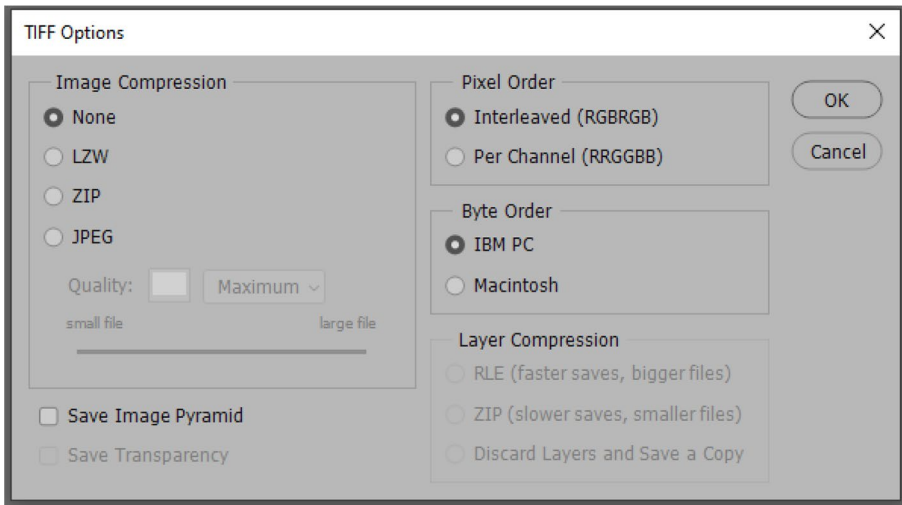 TIFF Options
Image Compression
None
LZW
ZIP
JPEG
Quality:
Maximum
small file
large file
Save Image Pyramid
Save Transparency
Pixel Order
Interleaved (RGBRGB)
Per Channel (RRGGBB)
Byte Order
IBM PC
Macintosh
Layer Compression
RLE (faster saves, bigger files)
ZIP (slower saves, smaller files)
Discard Layers and Save a Copy
OK
Cancel